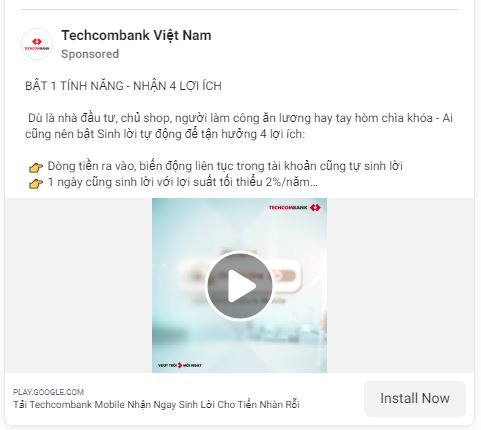 TECHCOMBANK
Techcombank Việt Nam
Sponsored
BẬT 1 TÍNH NĂNG - NHẬN 4 LỢI ÍCH
Dù là nhà đầu tư, chủ shop, người làm công ăn lương hay tay hòm chìa khóa - Ai
cũng nên bật Sinh lời tự động để tận hưởng 4 lợi ích:
👉 Dòng tiền ra vào, biến động liên tục trong tài khoản cũng tự sinh lời
👉 1 ngày cũng sinh lời với lợi suất tối thiểu 2%/năm...
TECHCOMBANK
VƯỢT TRỘI HƠN MỖI NGÀY
PLAY.GOOGLE.COM
Tải Techcombank Mobile Nhận Ngay Sinh Lời Cho Tiền Nhàn Rỗi
Install Now